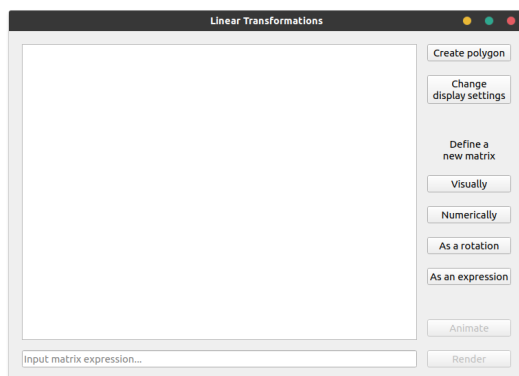 Linear Transformations
Create polygon
Change
display settings
Define a
new matrix
Visually
Numerically
As a rotation
As an expression
Animate
Input matrix expression...
Render